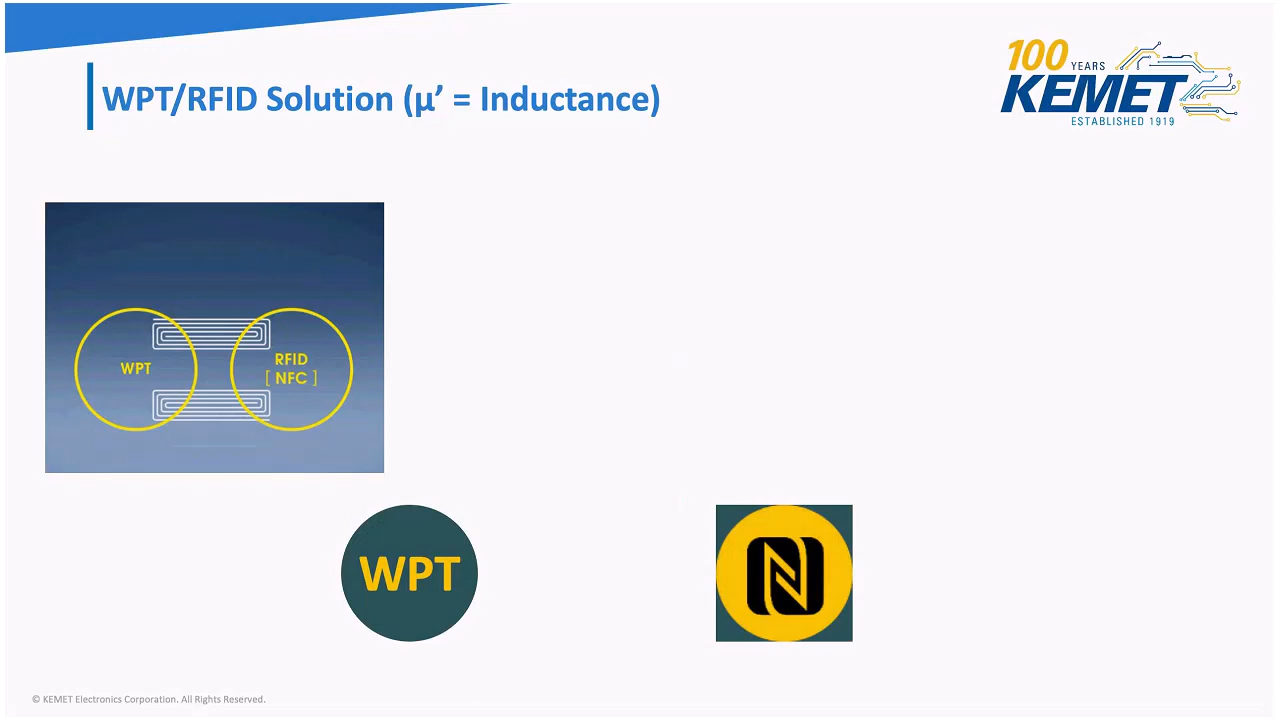 WPT/RFID Solution (μ’ = Inductance)
100 YEARS
KEMET
ESTABLISHED 1919
WPT
RFID
[ NFC ]
WPT
© KEMET Electronics Corporation. All Rights Reserved.